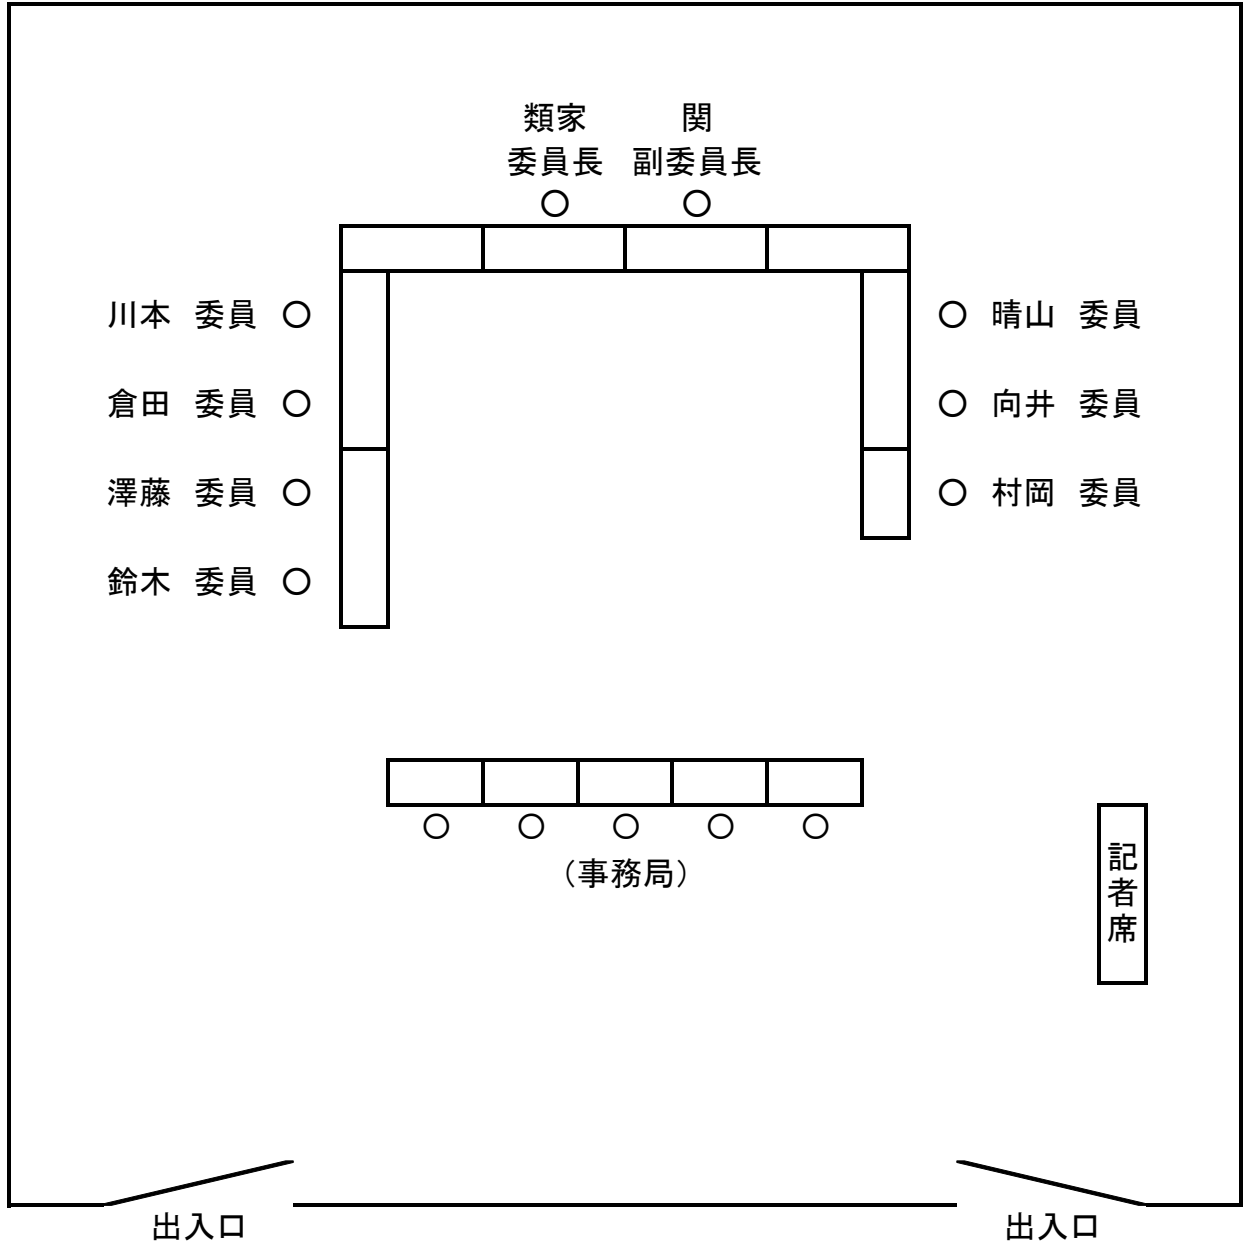 類家 関
委員長 副委員長
川本 委員 ○ ○ 晴山 委員
倉田 委員 ○ ○ 向井 委員
澤藤 委員 ○ ○ 村岡 委員
鈴木 委員 ○
（事務局）
記者席
出入口 出入口